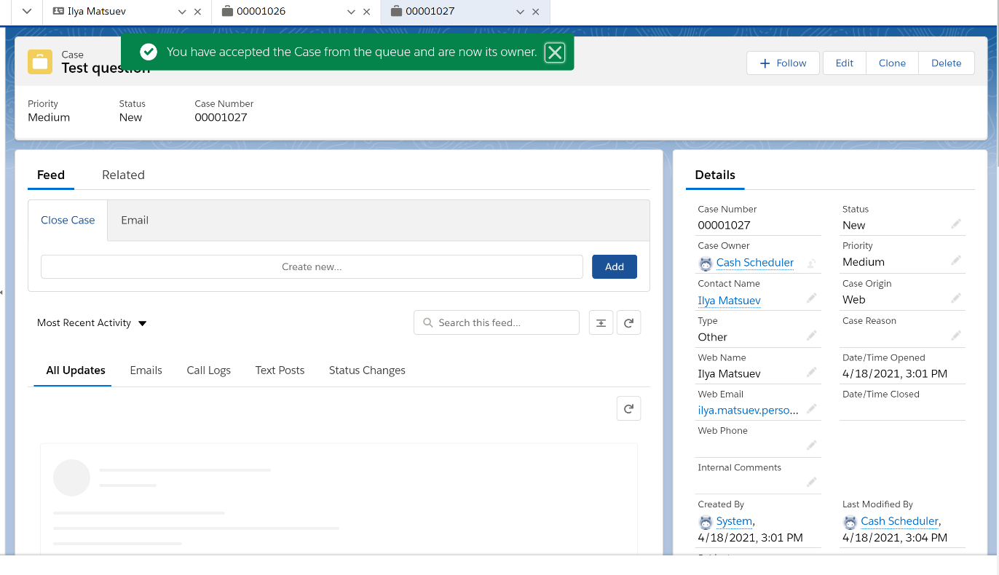 Ilya Matsuev
00001026
00001027
You have accepted the Case from the queue and are now its owner.
Case
Test question
Follow
Edit
Clone
Delete
Priority
Medium
Status
New
Case Number
00001027
Feed
Related
Close Case
Email
Create new...
Add
Most Recent Activity
Search this feed...
All Updates
Emails
Call Logs
Text Posts
Status Changes
Details
Case Number
00001027
Status
New
Case Owner
Cash Scheduler
Priority
Medium
Contact Name
Ilya Matsuev
Case Origin
Web
Type
Other
Case Reason
Web Name
Ilya Matsuev
Date/Time Opened
4/18/2021, 3:01 PM
Web Email
ilya.matsuev.perso...
Date/Time Closed
Web Phone
Internal Comments
Created By
System,
4/18/2021, 3:01 PM
Last Modified By
Cash Scheduler,
4/18/2021, 3:04 PM